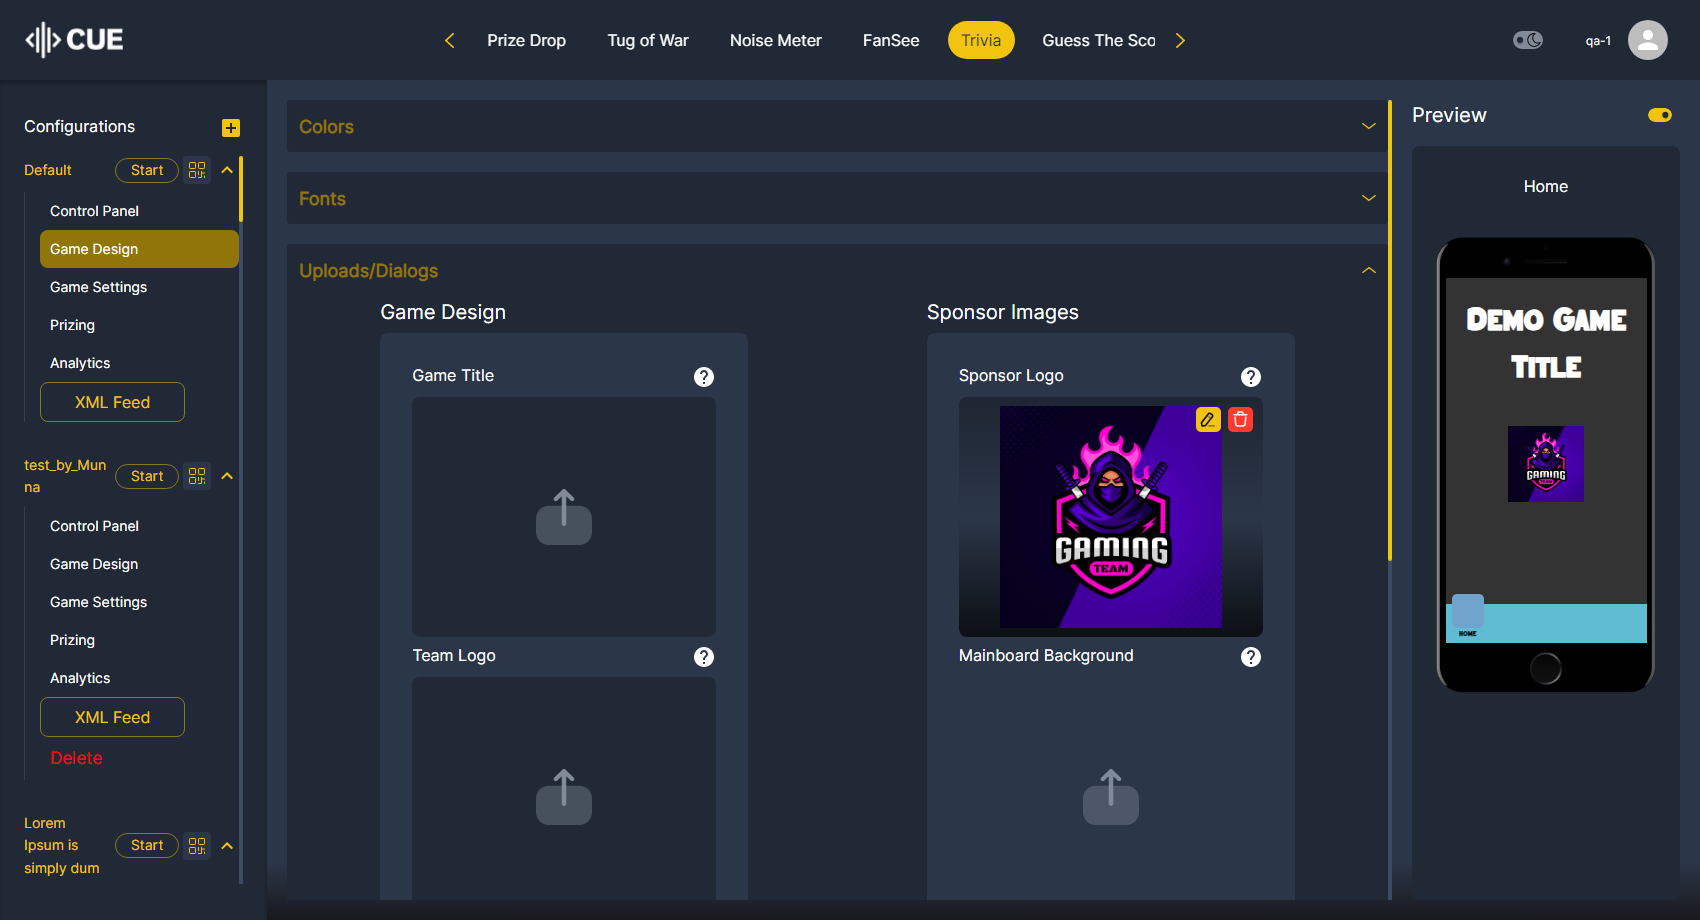 CUE
Prize Drop
Tug of War
Noise Meter
FanSee
Trivia
Guess The Sco
qa-1
Configurations
Default
Start
Control Panel
Game Design
Game Settings
Prizing
Analytics
XML Feed
test_by_Mun
na
Start
Control Panel
Game Design
Game Settings
Prizing
Analytics
XML Feed
Delete
Lorem
Ipsum is
simply dum
Start
Colors
Fonts
Uploads/Dialogs
Game Design
Game Title
?
Team Logo
?
Sponsor Images
Sponsor Logo
?
GAMING
TEAM
Mainboard Background
?
Preview
Home
Demo Game
Title
GAMING
TEAM
HOME